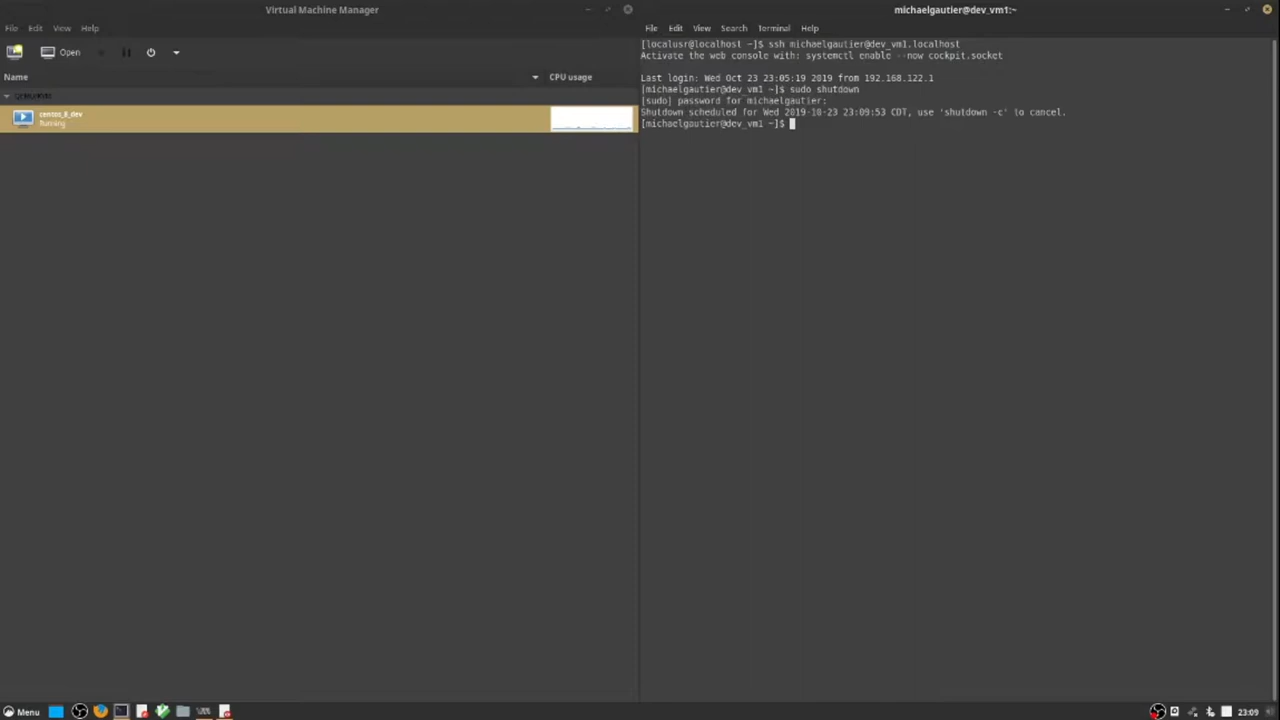 Virtual Machine Manager
File Edit View Help
Open
Name CPU usage
QEMU/KVM
centos_8_dev
Running
michaelgautier@dev_vm1:~
File Edit View Search Terminal Help
[localusr@localhost ~]$ ssh michaelgautier@dev_vm1.localhost
Activate the web console with: systemctl enable --now cockpit.socket
Last login: Wed Oct 23 23:05:19 2019 from 192.168.122.1
[michaelgautier@dev_vm1 ~]$ sudo shutdown
[sudo] password for michaelgautier:
Shutdown scheduled for Wed 2019-10-23 23:09:53 CDT, use 'shutdown -c' to cancel.
[michaelgautier@dev_vm1 ~]$
Menu
23:09